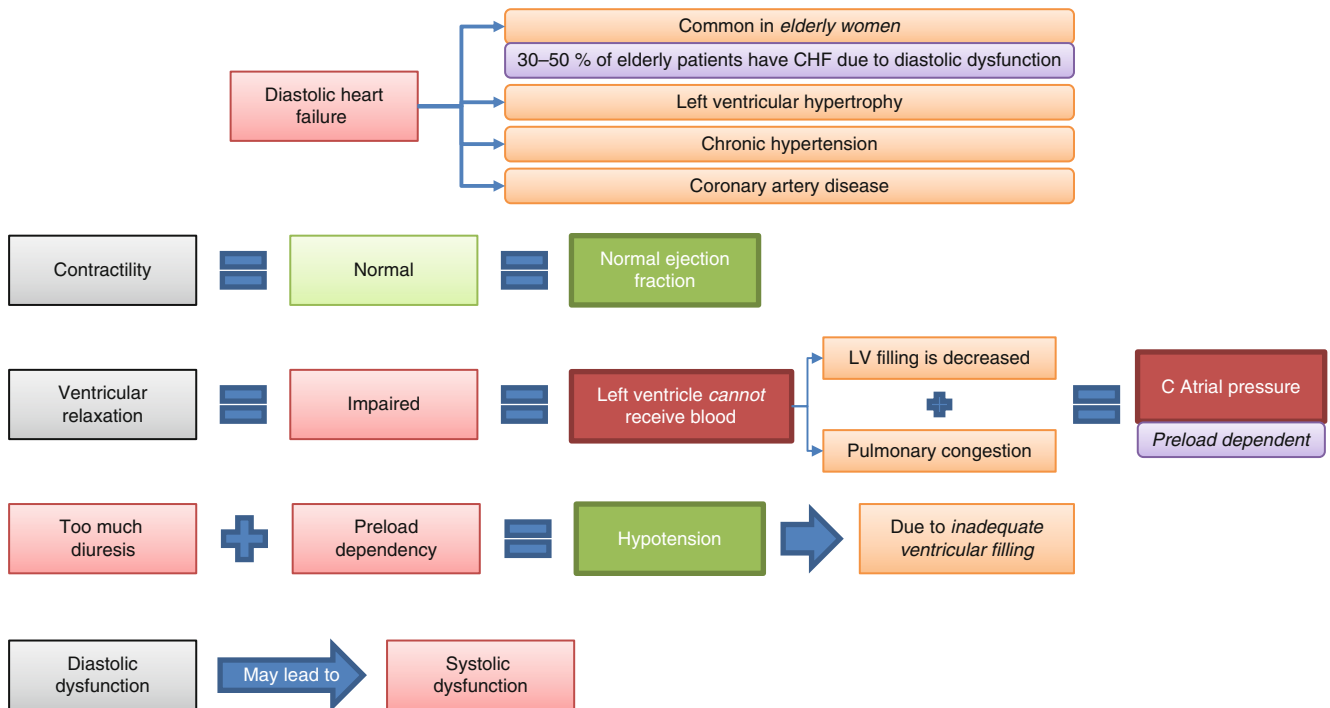 Common in elderly women
30–50 % of elderly patients have CHF due to diastolic dysfunction
Diastolic heart
failure
Left ventricular hypertrophy
Chronic hypertension
Coronary artery disease
Contractility
Normal
Normal ejection
fraction
Ventricular
relaxation
Impaired
Left ventricle cannot
receive blood
LV filling is decreased
Pulmonary congestion
C Atrial pressure
Preload dependent
Too much
diuresis
Preload
dependency
Hypotension
Due to inadequate
ventricular filling
Diastolic
dysfunction
May lead to
Systolic
dysfunction